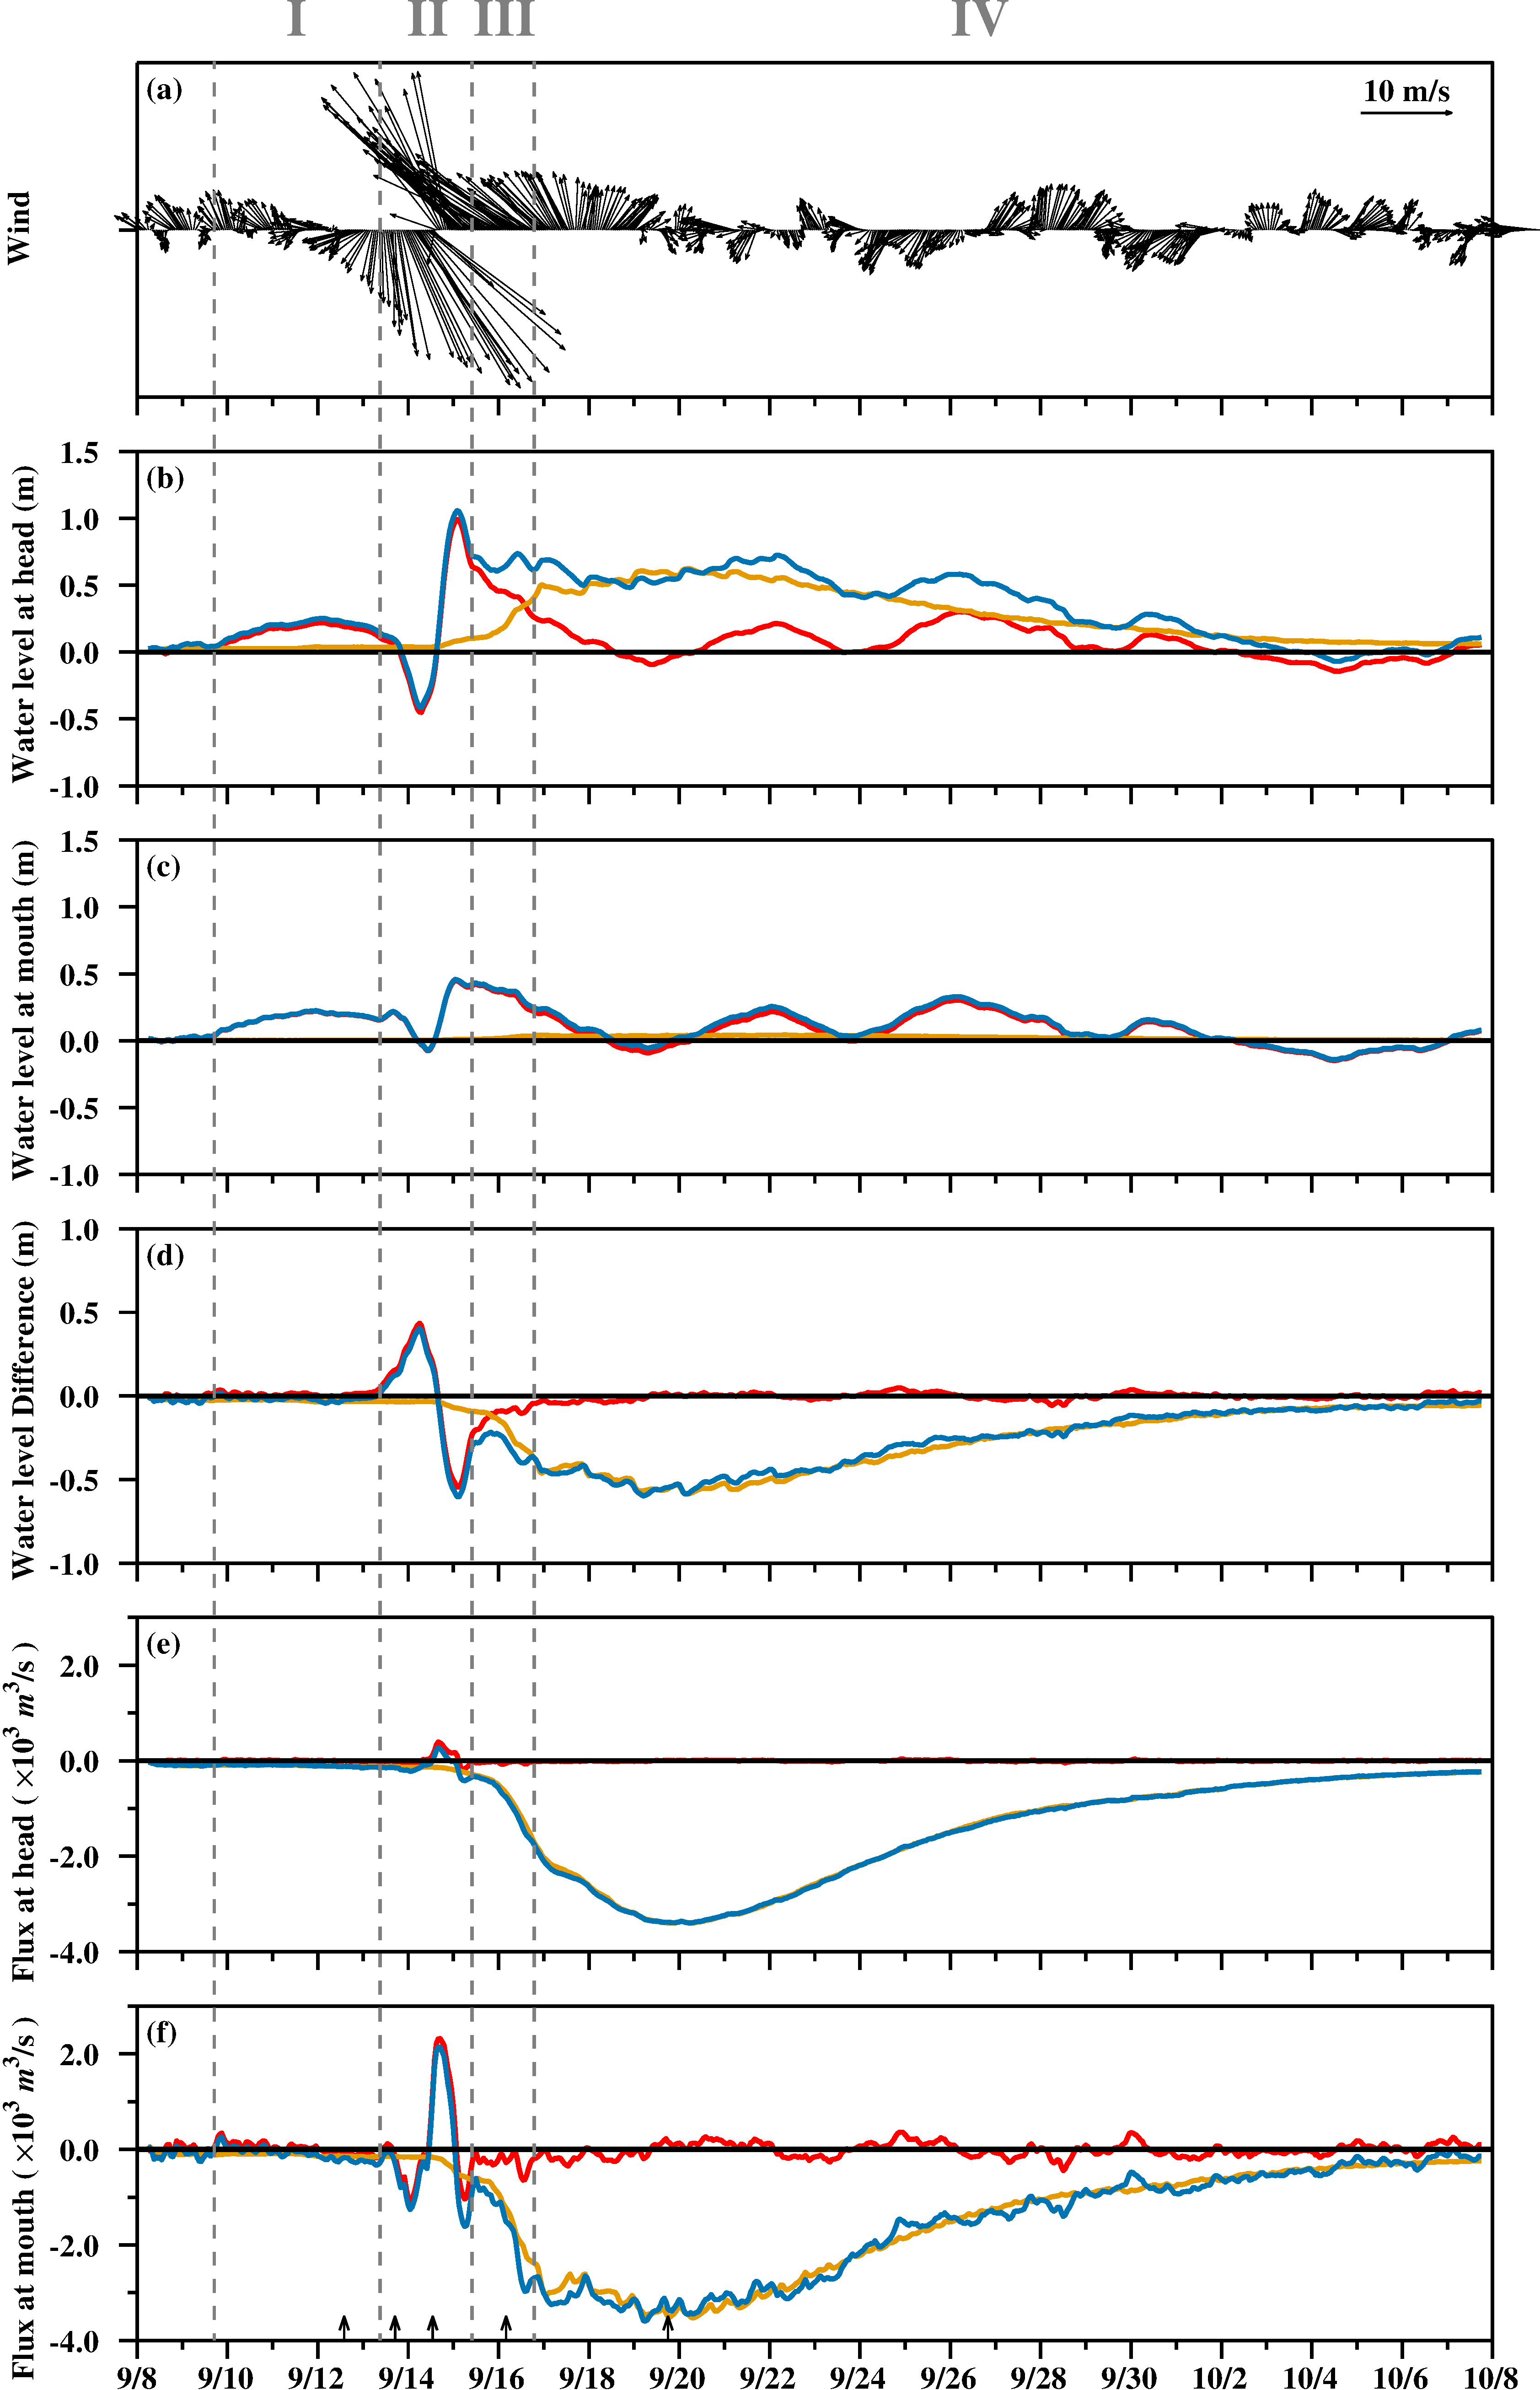 I II III IV
(a)
10 m/s
Wind
(b)
Water level at head (m)
1.5
1.0
0.5
0.0
-0.5
-1.0
(c)
Water level at mouth (m)
1.5
1.0
0.5
0.0
-0.5
-1.0
(d)
Water level Difference (m)
1.0
0.5
0.0
-0.5
-1.0
(e)
Flux at head ( ×10³ m³/s )
2.0
0.0
-2.0
-4.0
(f)
Flux at mouth ( ×10³ m³/s )
2.0
0.0
-2.0
-4.0
9/8 9/10 9/12 9/14 9/16 9/18 9/20 9/22 9/24 9/26 9/28 9/30 10/2 10/4 10/6 10/8